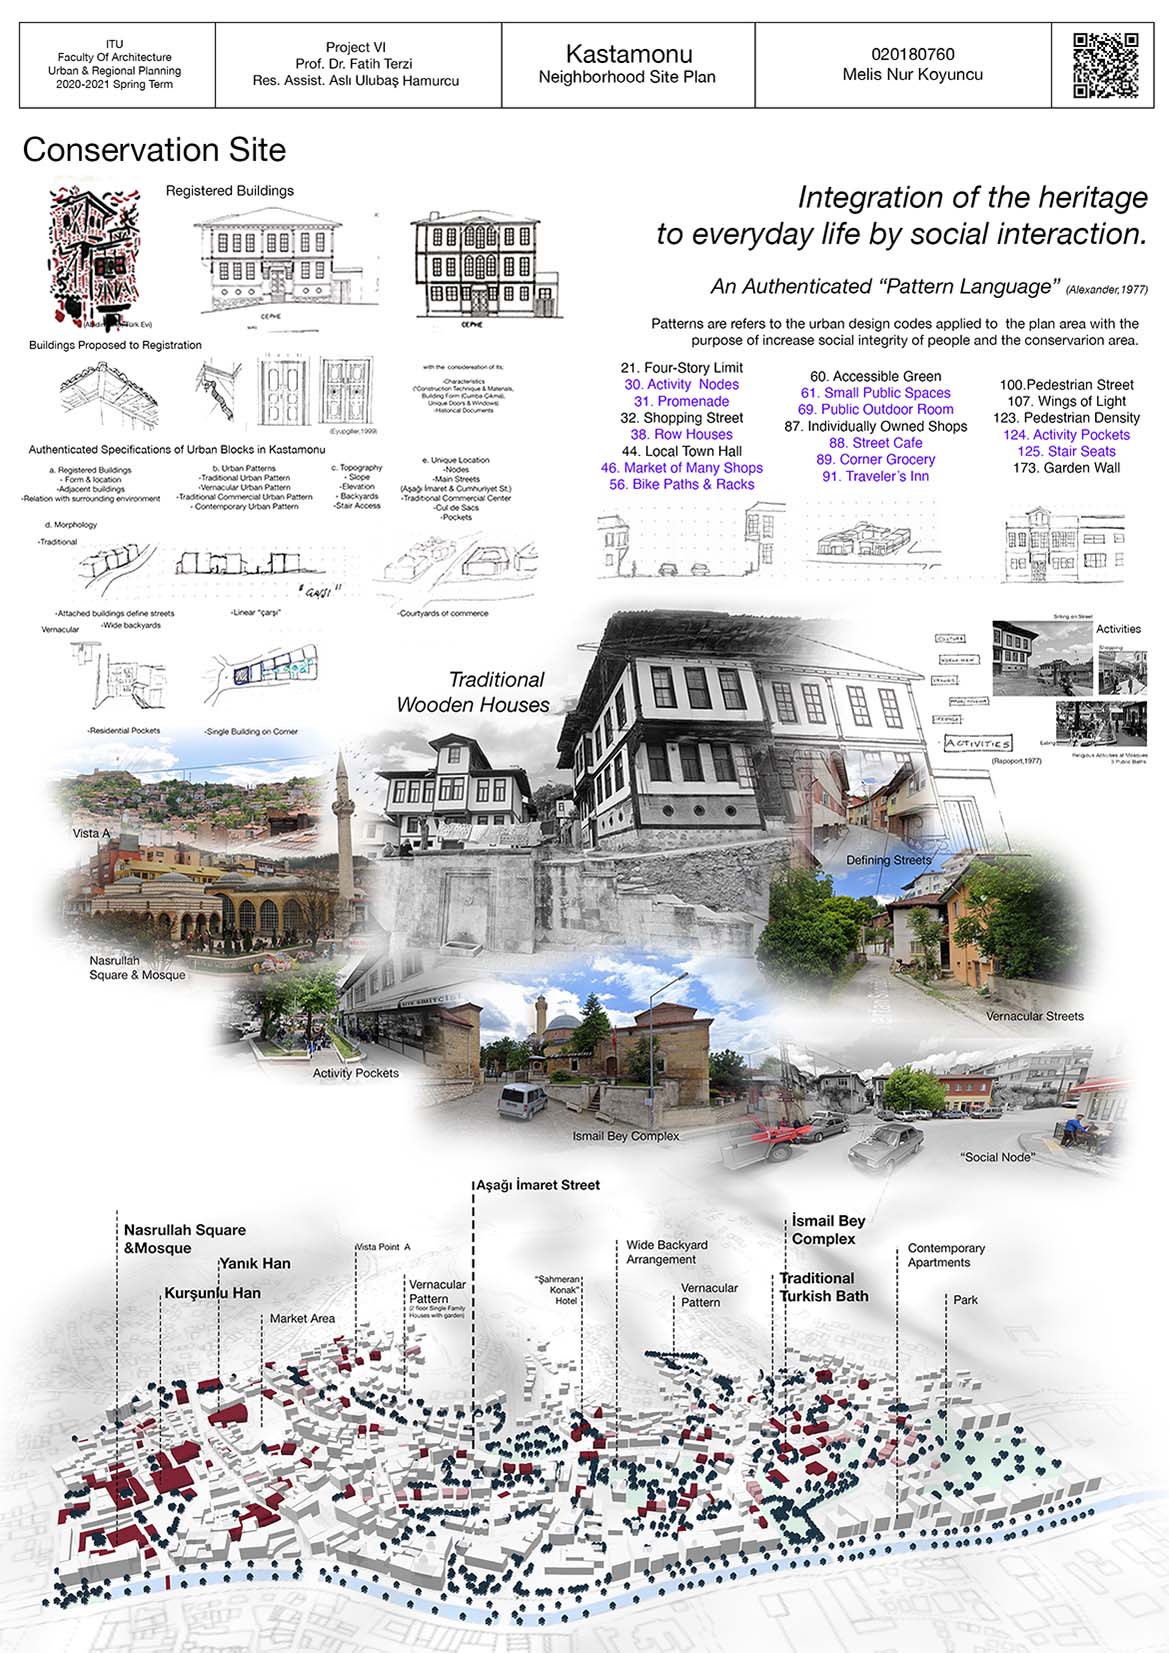 ITU
Faculty Of Architecture
Urban & Regional Planning
2020-2021 Spring Term
Project VI
Prof. Dr. Fatih Terzi
Res. Assist. Aslı Ulubaş Hamurcu
Kastamonu
Neighborhood Site Plan
020180760
Melis Nur Koyuncu
Conservation Site
Registered Buildings
Türk Evi)
CEPHE
CEPHE
Integration of the heritage
to everyday life by social interaction.
An Authenticated “Pattern Language” (Alexander,1977)
Patterns are refers to the urban design codes applied to the plan area with the
purpose of increase social integrity of people and the conservarion area.
Buildings Proposed to Registration
with the consideration of its;
-Characteristics
(*Construction Technique & Materials,
Building Form (Cumba-Çıkma),
Unique Doors & Windows)
-Historical Documents
(Eyüpgiller,1999)
21. Four-Story Limit
30. Activity Nodes
31. Promenade
32. Shopping Street
38. Row Houses
44. Local Town Hall
46. Market of Many Shops
56. Bike Paths & Racks
60. Accessible Green
61. Small Public Spaces
69. Public Outdoor Room
87. Individually Owned Shops
88. Street Cafe
89. Corner Grocery
91. Traveler’s Inn
100.Pedestrian Street
107. Wings of Light
123. Pedestrian Density
124. Activity Pockets
125. Stair Seats
173. Garden Wall
Authenticated Specifications of Urban Blocks in Kastamonu
a. Registered Buildings
- Form & location
-Adjacent buildings
-Relation with surrounding environment
b. Urban Patterns
-Traditional Urban Pattern
-Vernacular Urban Pattern
-Traditional Commercial Urban Pattern
- Contemporary Urban Pattern
c. Topography
- Slope
-Elevation
- Backyards
-Stair Access
e. Unique Location
-Nodes
-Main Streets
(Aşağı İmaret & Cumhuriyet St.)
-Traditional Commercial Center
-Cul de Sacs
-Pockets
d. Morphology
-Traditional
"ÇARŞI"
-Attached buildings define streets
-Wide backyards
-Linear “çarşı”
-Courtyards of commerce
Vernacular
-Residential Pockets
-Single Building on Corner
Traditional
Wooden Houses
Sitting on Street
Activities
Shopping
CULTURE
WORLD VIEW
VALUES
LIFESTYLE
ACTIVITIES
Eating
(Rapoport,1977)
Religious Activities at Mosques
& Public Baths
Vista A
Nasrullah
Square & Mosque
Defining Streets
Vernacular Streets
Activity Pockets
Ismail Bey Complex
“Social Node”
Aşağı İmaret Street
Nasrullah Square
&Mosque
Yanık Han
Kurşunlu Han
Market Area
Vista Point A
Vernacular
Pattern
(2 floor Single Family
Houses with garden)
“Şahmeran
Konak”
Hotel
Wide Backyard
Arrangement
Vernacular
Pattern
İsmail Bey
Complex
Traditional
Turkish Bath
Contemporary
Apartments
Park